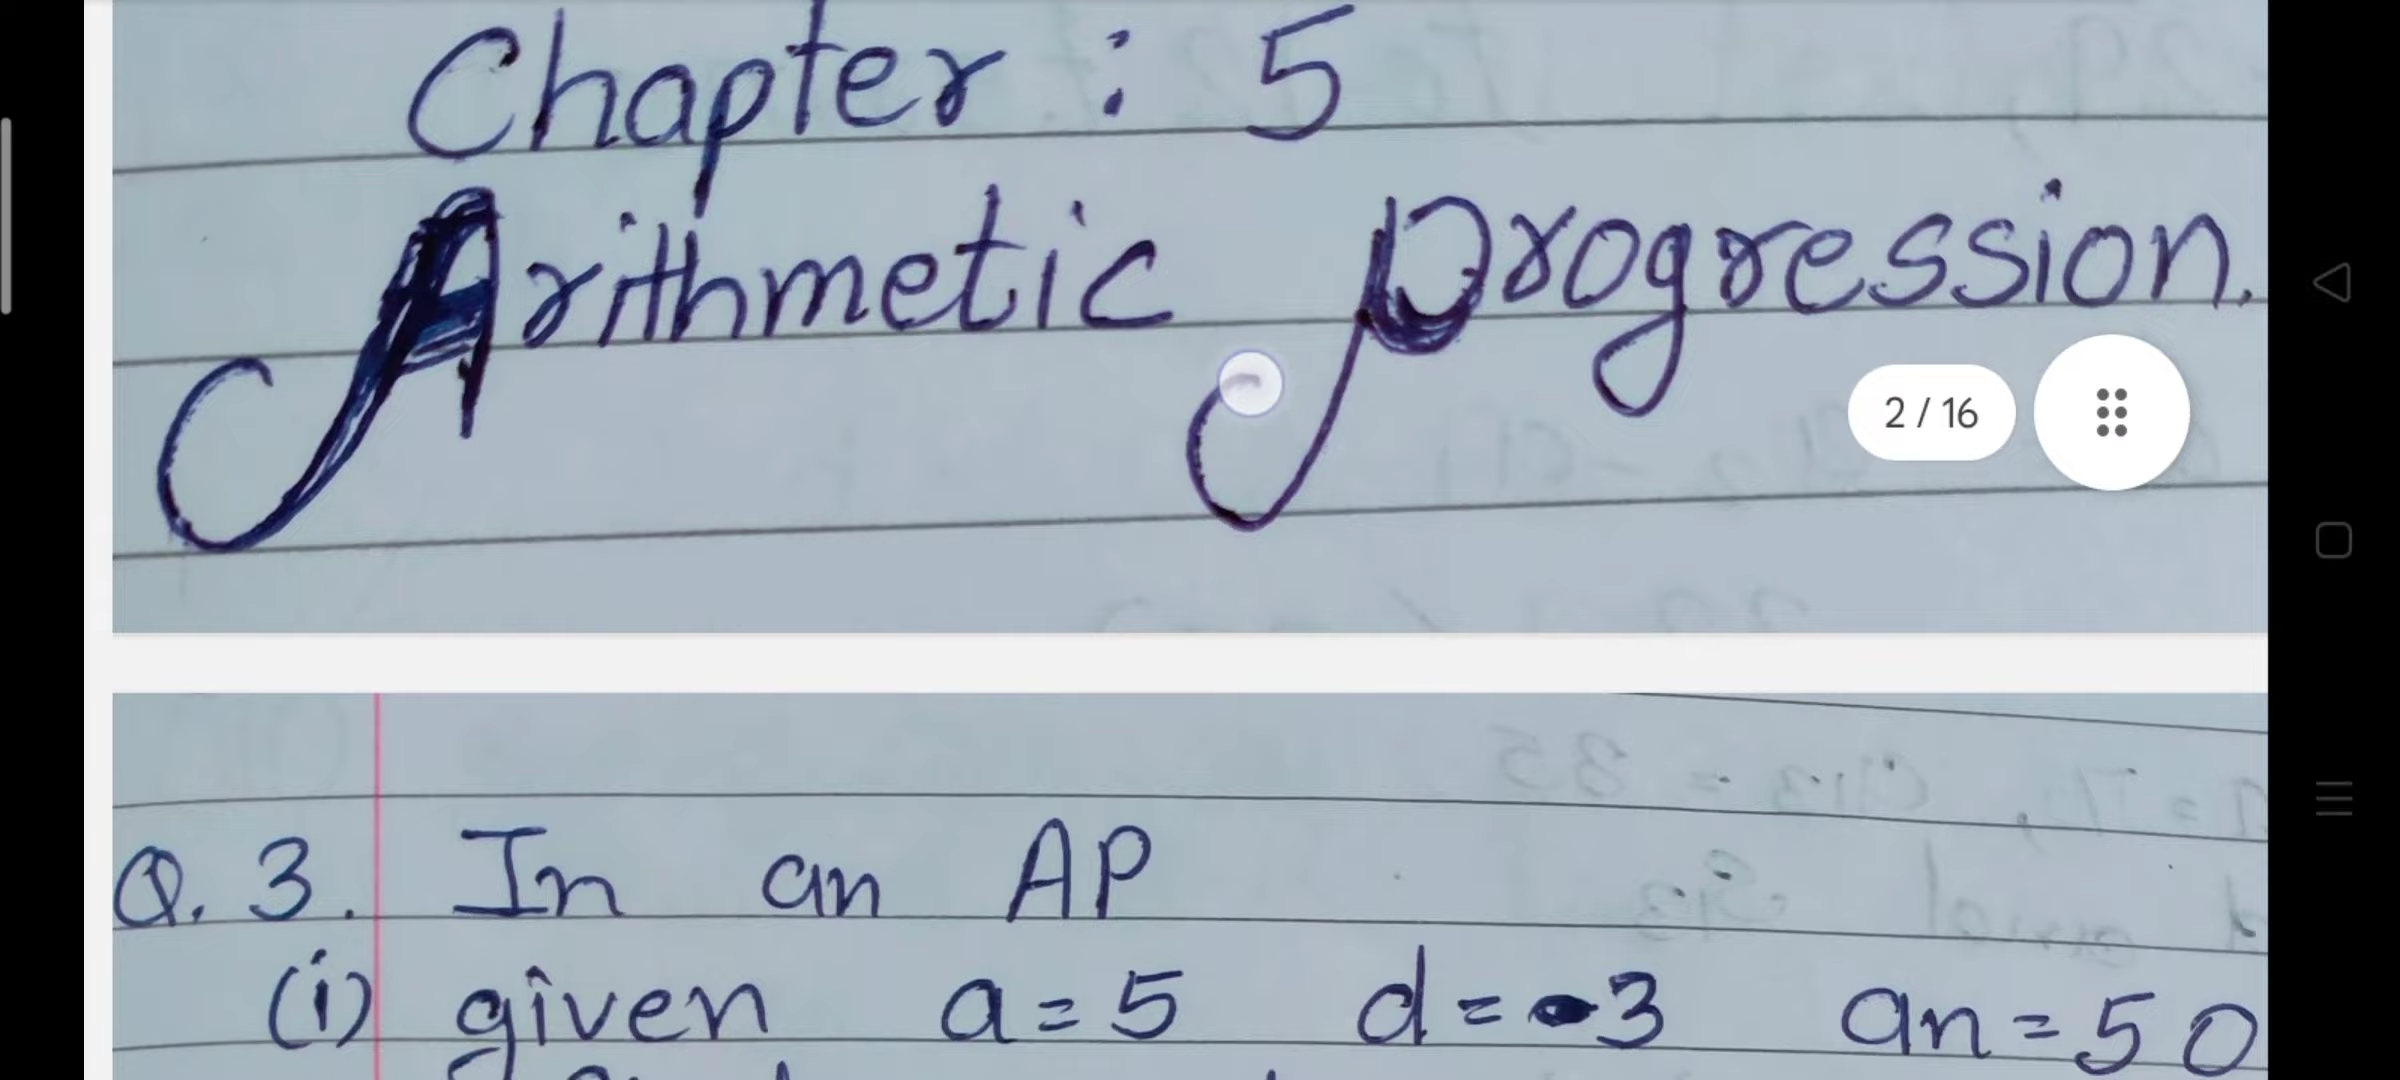 Chapter : 5
Arithmetic progression.
2 / 16
Q. 3. In an AP
(i) given a = 5 d = 3 an = 50